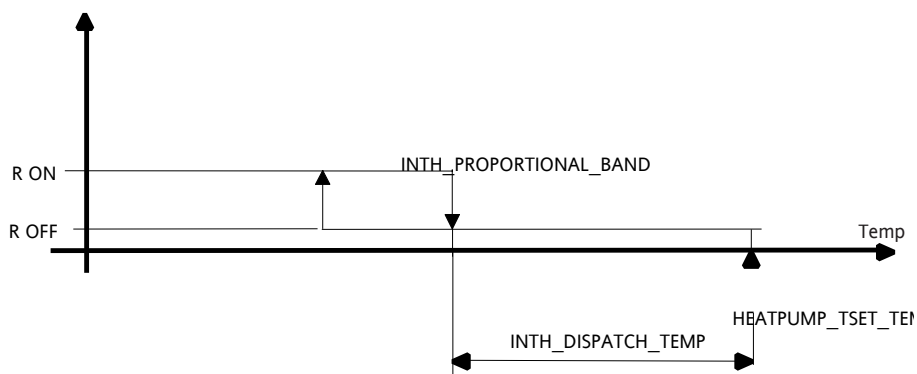 INTH_PROPORTIONAL_BAND
R ON
R OFF
Temp
HEATPUMP_TSET_TEM
INTH_DISPATCH_TEMP